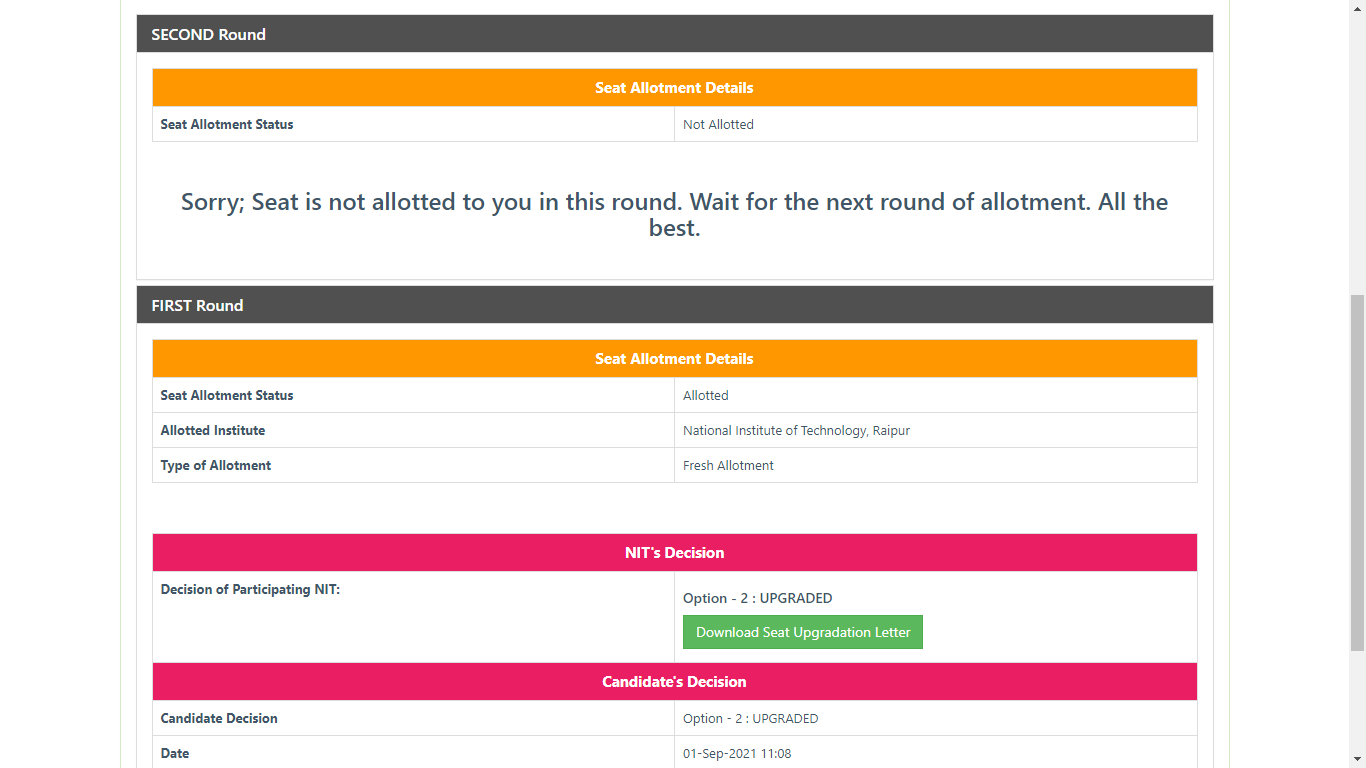 SECOND Round
Seat Allotment Details
Seat Allotment Status Not Allotted
Sorry; Seat is not allotted to you in this round. Wait for the next round of allotment. All the
best.
FIRST Round
Seat Allotment Details
Seat Allotment Status Allotted
Allotted Institute National Institute of Technology, Raipur
Type of Allotment Fresh Allotment
NIT's Decision
Decision of Participating NIT:
Option - 2 : UPGRADED
Download Seat Upgradation Letter
Candidate's Decision
Candidate Decision Option - 2 : UPGRADED
Date 01-Sep-2021 11:08